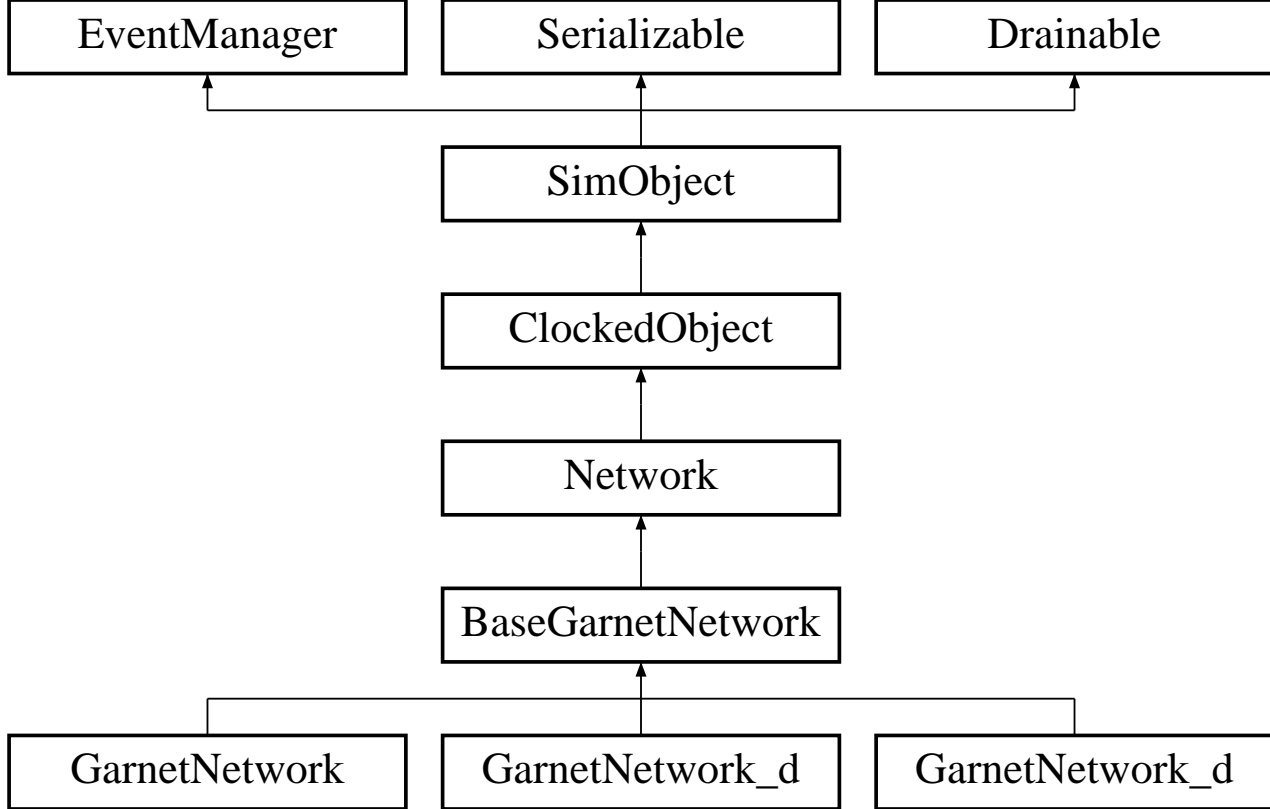 EventManager
Serializable
Drainable
SimObject
ClockedObject
Network
BaseGarnetNetwork
GarnetNetwork
GarnetNetwork_d
GarnetNetwork_d